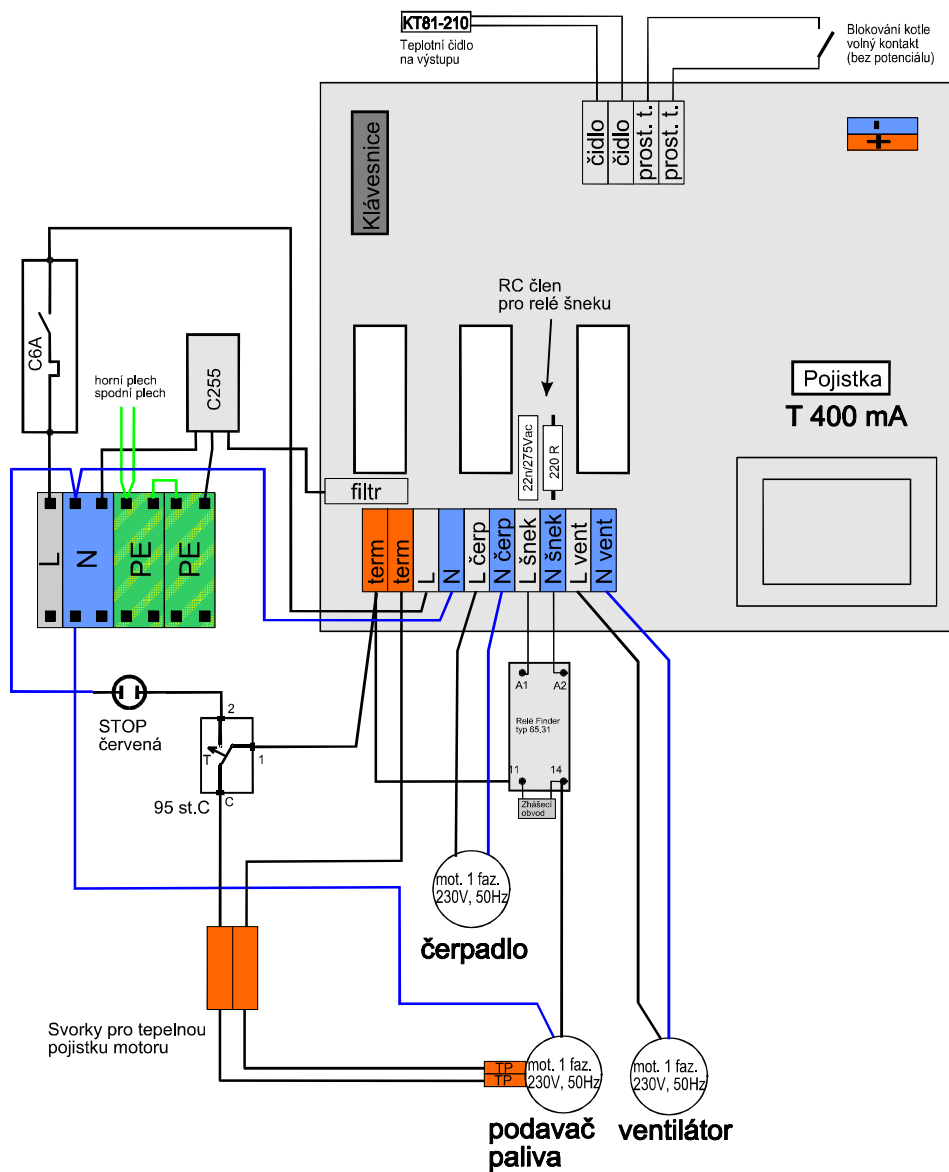 KT81-210
Teplotní čidlo
na výstupu
Blokování kotle
volný kontakt
(bez potenciálu)
čidlo
čidlo
prost. t.
prost. t.
-
+
Klávesnice
RC člen
pro relé šneku
C6A
C255
horní plech
spodní plech
22n/275Vac
220 R
Pojistka
T 400 mA
filtr
L
N
PE
PE
term
term
L
N
L čerp
N čerp
L šnek
N šnek
L vent
N vent
STOP
červená
2
T
1
C
95 st.C
A1
A2
Relé Finder
typ 65,31
11
14
Zhášecí
obvod
mot. 1 faz.
230V, 50Hz
čerpadlo
Svorky pro tepelnou
pojistku motoru
TP
TP
mot. 1 faz.
230V, 50Hz
podavač
paliva
mot. 1 faz.
230V, 50Hz
ventilátor